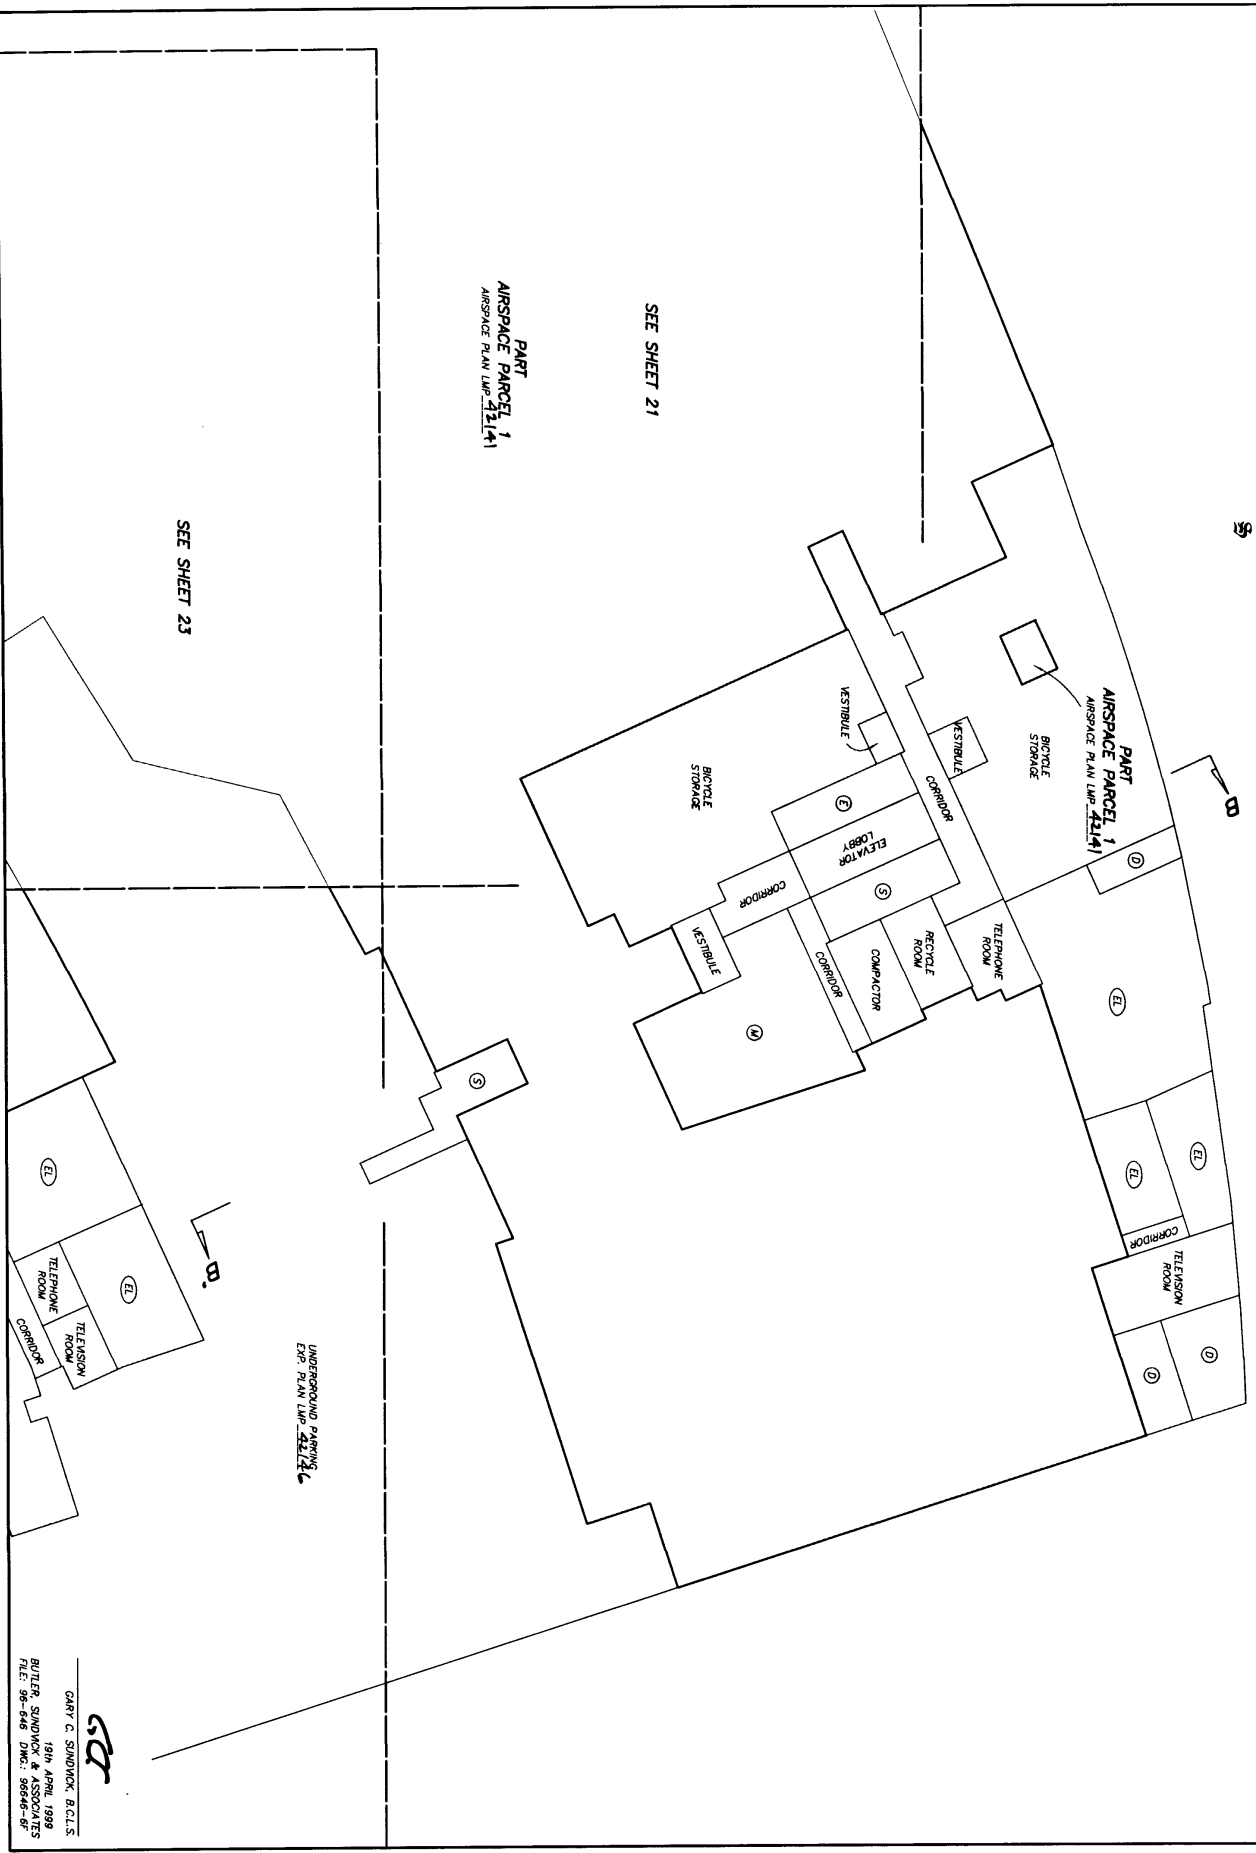 SEE SHEET 21
PART
AIRSPACE PARCEL 1
AIRSPACE PLAN LMP 42141
SEE SHEET 23
PART
AIRSPACE PARCEL 1
AIRSPACE PLAN LMP 42141
B
BICYCLE
STORAGE
VESTIBULE
VESTIBULE
CORRIDOR
BICYCLE
STORAGE
E
ELEVATOR
LOBBY
S
CORRIDOR
VESTIBULE
CORRIDOR
COMPACTOR
RECYCLE
ROOM
TELEPHONE
ROOM
M
D
EL
EL
EL
CORRIDOR
TELEVISION
ROOM
D
D
S
EL
EL
TELEPHONE
ROOM
TELEVISION
ROOM
CORRIDOR
B.
UNDERGROUND PARKING
EXP. PLAN LMP 42146
GARY C. SUNDVICK, B.C.L.S.
19th APRIL 1999
BUTLER, SUNDVICK & ASSOCIATES
FILE: 96-646 DWG.: 96646-6F